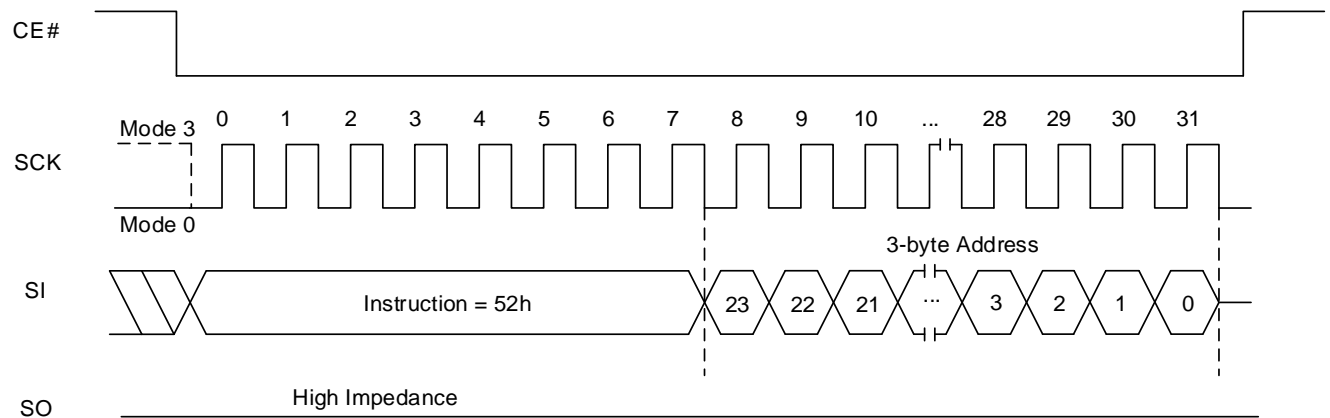 CE#
Mode 3
0 1 2 3 4 5 6 7 8 9 10 ... 28 29 30 31
SCK
Mode 0
3-byte Address
SI
Instruction = 52h
23 22 21 ... 3 2 1 0
High Impedance
SO